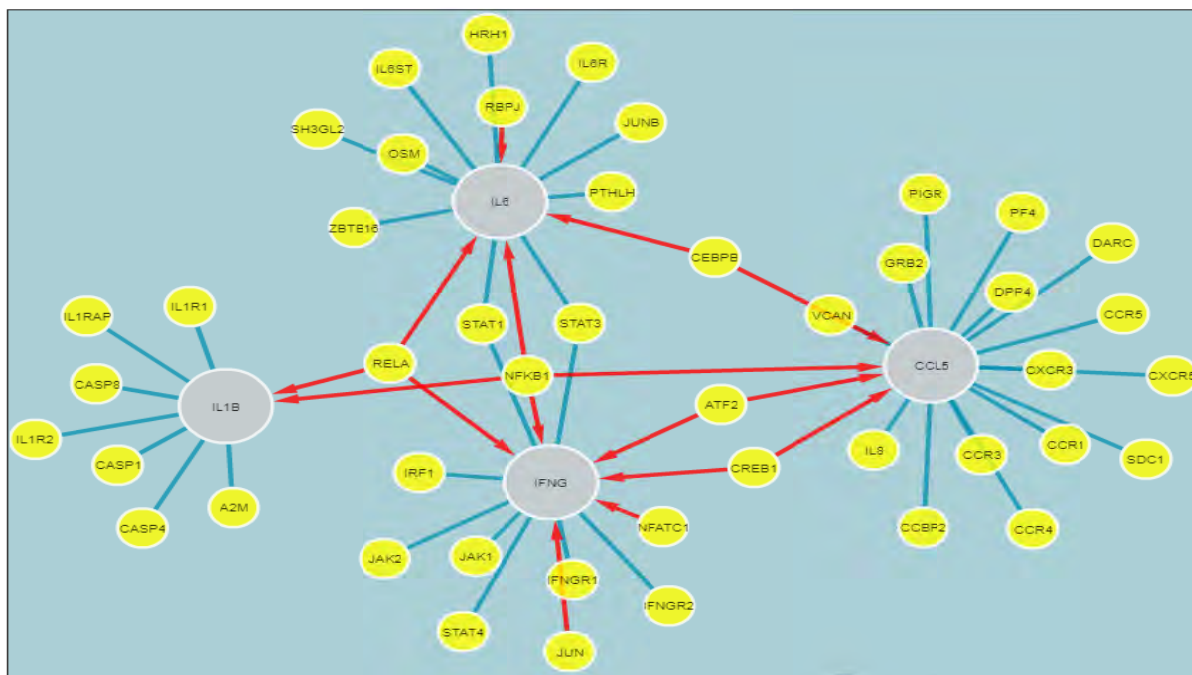 HRH1
IL6ST
IL6R
RBPJ
SH3GL2
JUNB
OSM
PTHLH
IL6
ZBTB16
PIGR
PF4
DARC
CEBPB
GRB2
DPP4
IL1RAP
IL1R1
STAT1
STAT3
VCAN
CCR5
RELA
CCL5
CXCR3
CXCR5
CASP8
NFKB1
IL1B
ATF2
IL1R2
CCR1
IL8
CCR3
SDC1
CASP1
IRF1
CREB1
IFNG
A2M
CASP4
NFATC1
CCBP2
CCR4
JAK2
JAK1
IFNGR1
IFNGR2
STAT4
JUN